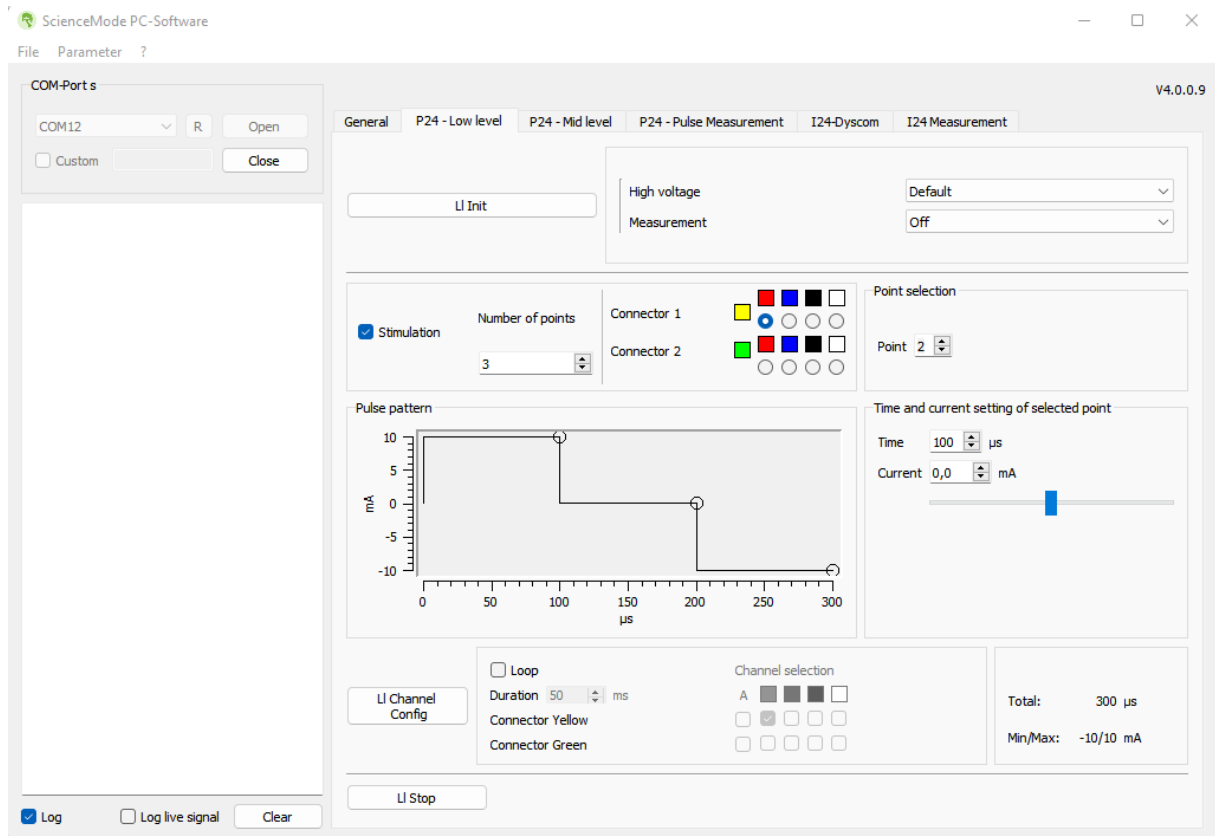 ScienceMode PC-Software
File Parameter ?
COM-Port s
COM12 R Open
Custom Close
V4.0.0.9
General P24 - Low level P24 - Mid level P24 - Pulse Measurement I24-Dyscom I24 Measurement
Ll Init
High voltage Default
Measurement Off
Stimulation
Number of points
3
Connector 1
Connector 2
Point selection
Point 2
Pulse pattern
10
5
0
-5
-10
mA
0 50 100 150 200 250 300
µs
Time and current setting of selected point
Time 100 µs
Current 0,0 mA
Ll Channel
Config
Loop
Duration 50 ms
Connector Yellow
Connector Green
Channel selection
A
Total: 300 µs
Min/Max: -10/10 mA
Ll Stop
Log Log live signal Clear